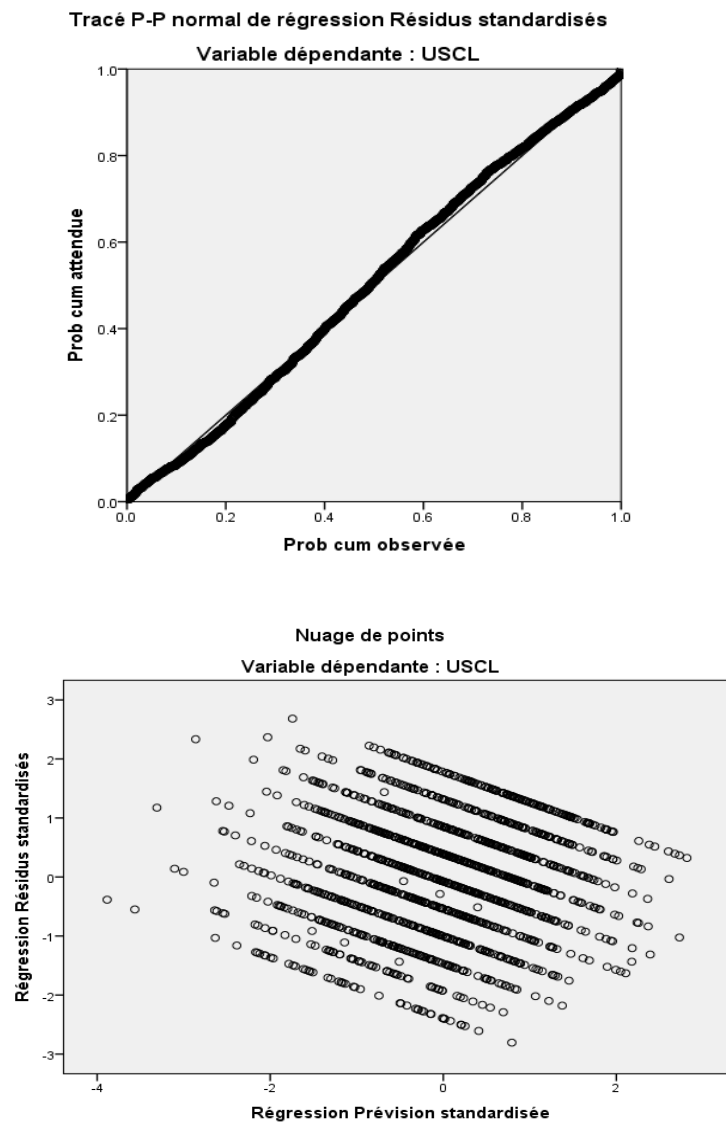 Tracé P-P normal de régression Résidus standardisés
Variable dépendante : USCL
1.0
0.8
0.6
0.4
0.2
0.0
Prob cum attendue
0.0 0.2 0.4 0.6 0.8 1.0
Prob cum observée
Nuage de points
Variable dépendante : USCL
3
2
1
0
-1
-2
-3
Régression Résidus standardisés
-4 -2 0 2
Régression Prévision standardisée